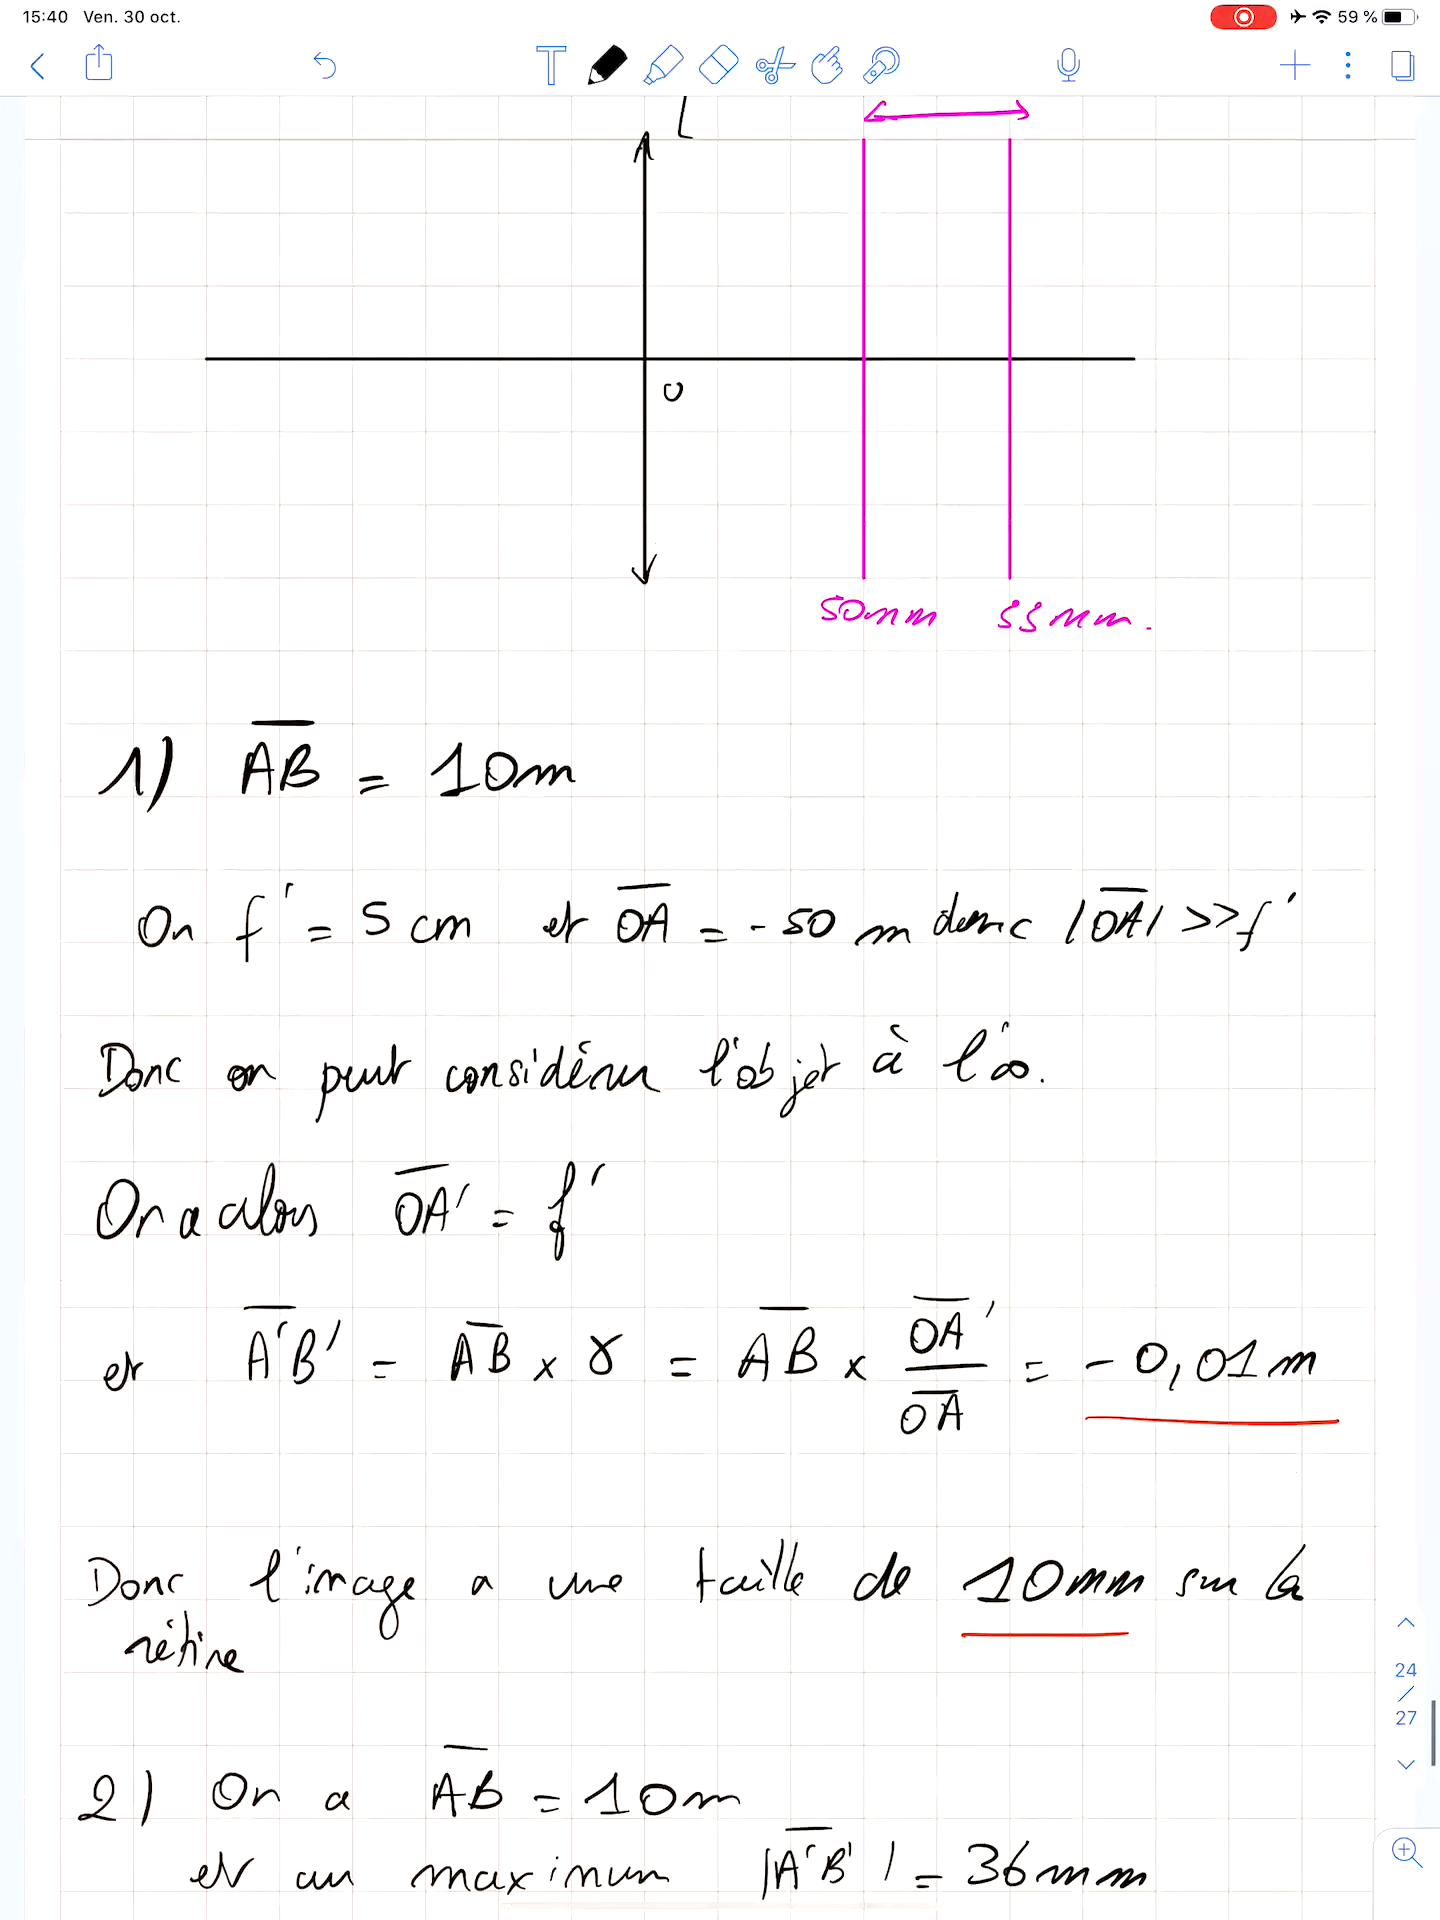 15:40 Ven. 30 oct. 59 %
L
O
50mm 55mm.
1) AB = 10m
On f' = 5 cm et OA = -50 m donc |OA| >> f'
Donc on peut considérer l'objet à l'∞.
On a alors OA' = f'
et A'B' = AB × γ = AB × OA'/OA = -0,01m
Donc l'image a une taille de 10mm sur la
rétine
24
/
27
2) On a AB = 10m
et au maximum |A'B'| = 36mm